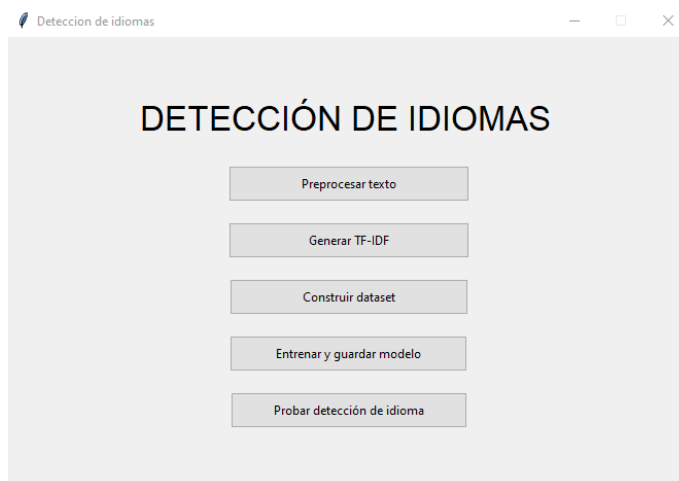 Deteccion de idiomas
DETECCIÓN DE IDIOMAS
Preprocesar texto
Generar TF-IDF
Construir dataset
Entrenar y guardar modelo
Probar detección de idioma